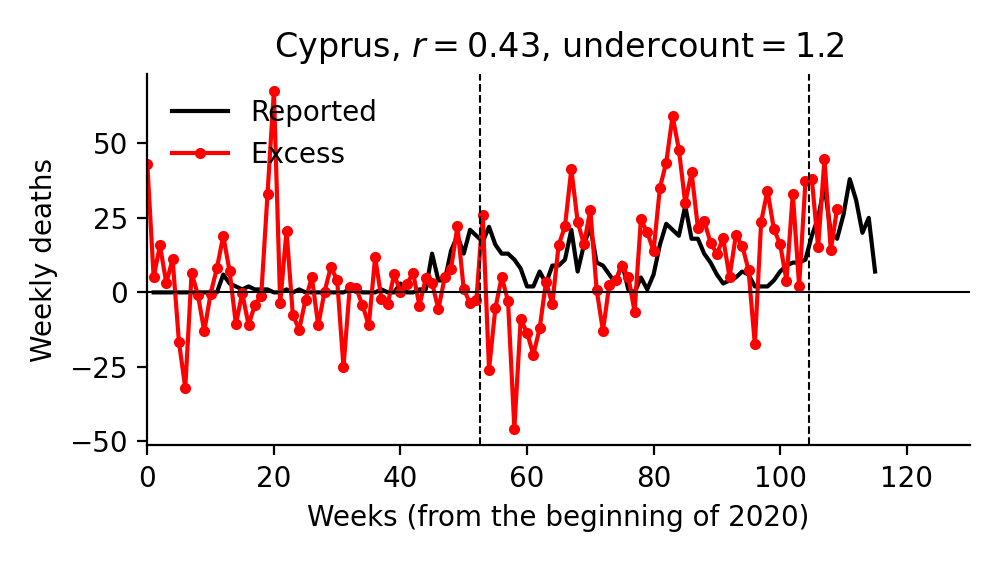 Cyprus, r = 0.43, undercount = 1.2
Reported
Excess
Weekly deaths
50
25
0
−25
−50
0 20 40 60 80 100 120
Weeks (from the beginning of 2020)